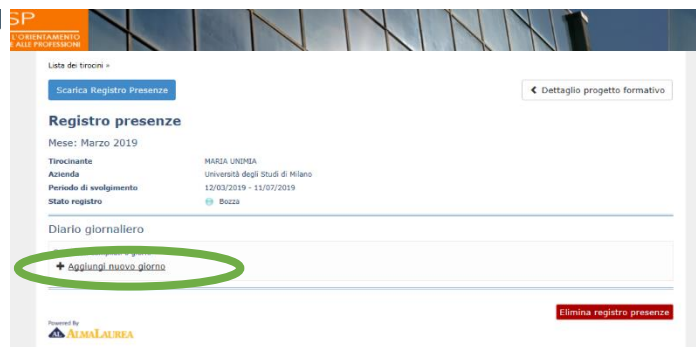 SP
L'ORIENTAMENTO
E ALLE PROFESSIONI
Lista dei tirocini »
Scarica Registro Presenze
Dettaglio progetto formativo
Registro presenze
Mese: Marzo 2019
Tirocinante MARIA UNIMIA
Azienda Università degli Studi di Milano
Periodo di svolgimento 12/03/2019 - 11/07/2019
Stato registro Bozza
Diario giornaliero
+ Aggiungi nuovo giorno
Elimina registro presenze
Powered By
AL ALMALAUREA